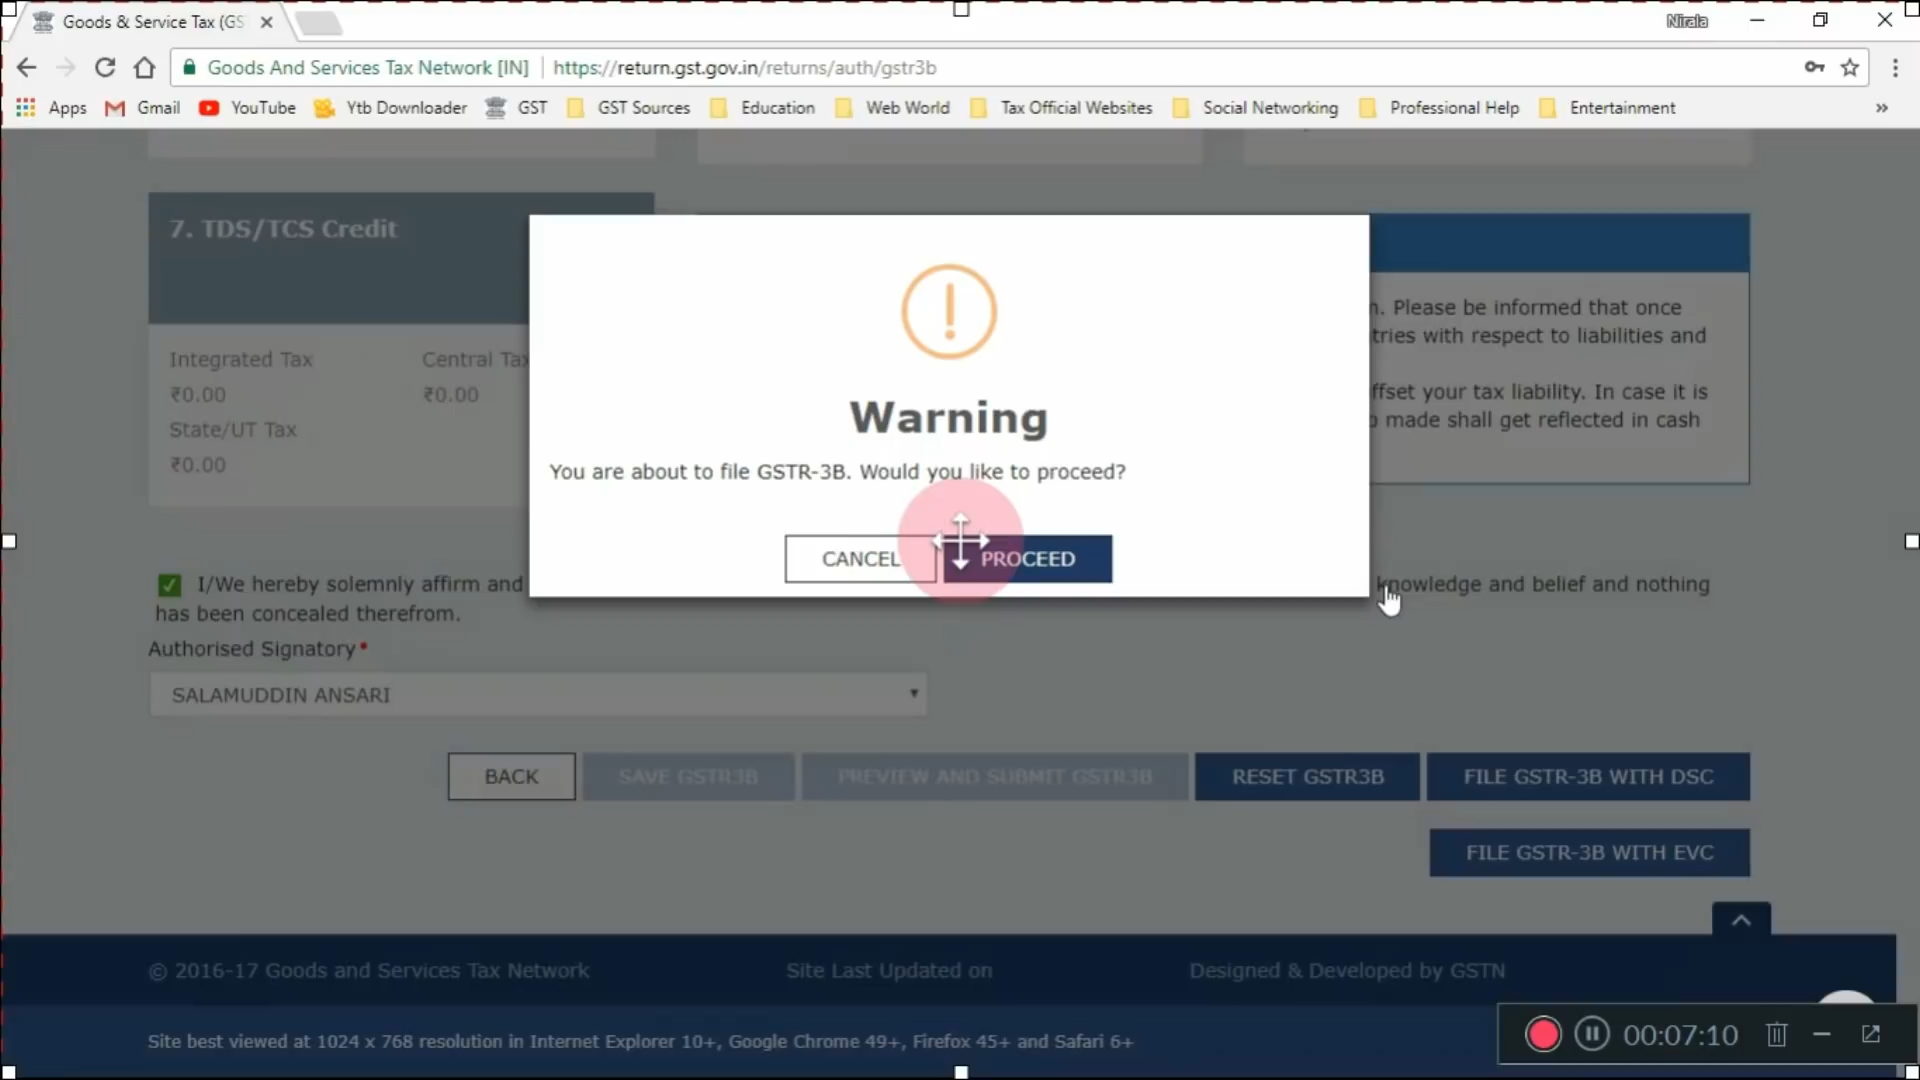 Goods & Service Tax (GS
Nirala
Goods And Services Tax Network [IN]
https://return.gst.gov.in/returns/auth/gstr3b
Apps
Gmail
YouTube
Ytb Downloader
GST
GST Sources
Education
Web World
Tax Official Websites
Social Networking
Professional Help
Entertainment
»
7. TDS/TCS Credit
Integrated Tax
Central Tax
₹0.00
₹0.00
State/UT Tax
₹0.00
Please be informed that once
tries with respect to liabilities and
ffset your tax liability. In case it is
made shall get reflected in cash
Warning
You are about to file GSTR-3B. Would you like to proceed?
CANCEL
PROCEED
I/We hereby solemnly affirm and
knowledge and belief and nothing
has been concealed therefrom.
Authorised Signatory•
SALAMUDDIN ANSARI
BACK
SAVE GSTR3B
PREVIEW AND SUBMIT GSTR3B
RESET GSTR3B
FILE GSTR-3B WITH DSC
FILE GSTR-3B WITH EVC
© 2016-17 Goods and Services Tax Network
Site Last Updated on
Designed & Developed by GSTN
Site best viewed at 1024 x 768 resolution in Internet Explorer 10+, Google Chrome 49+, Firefox 45+ and Safari 6+
00:07:10